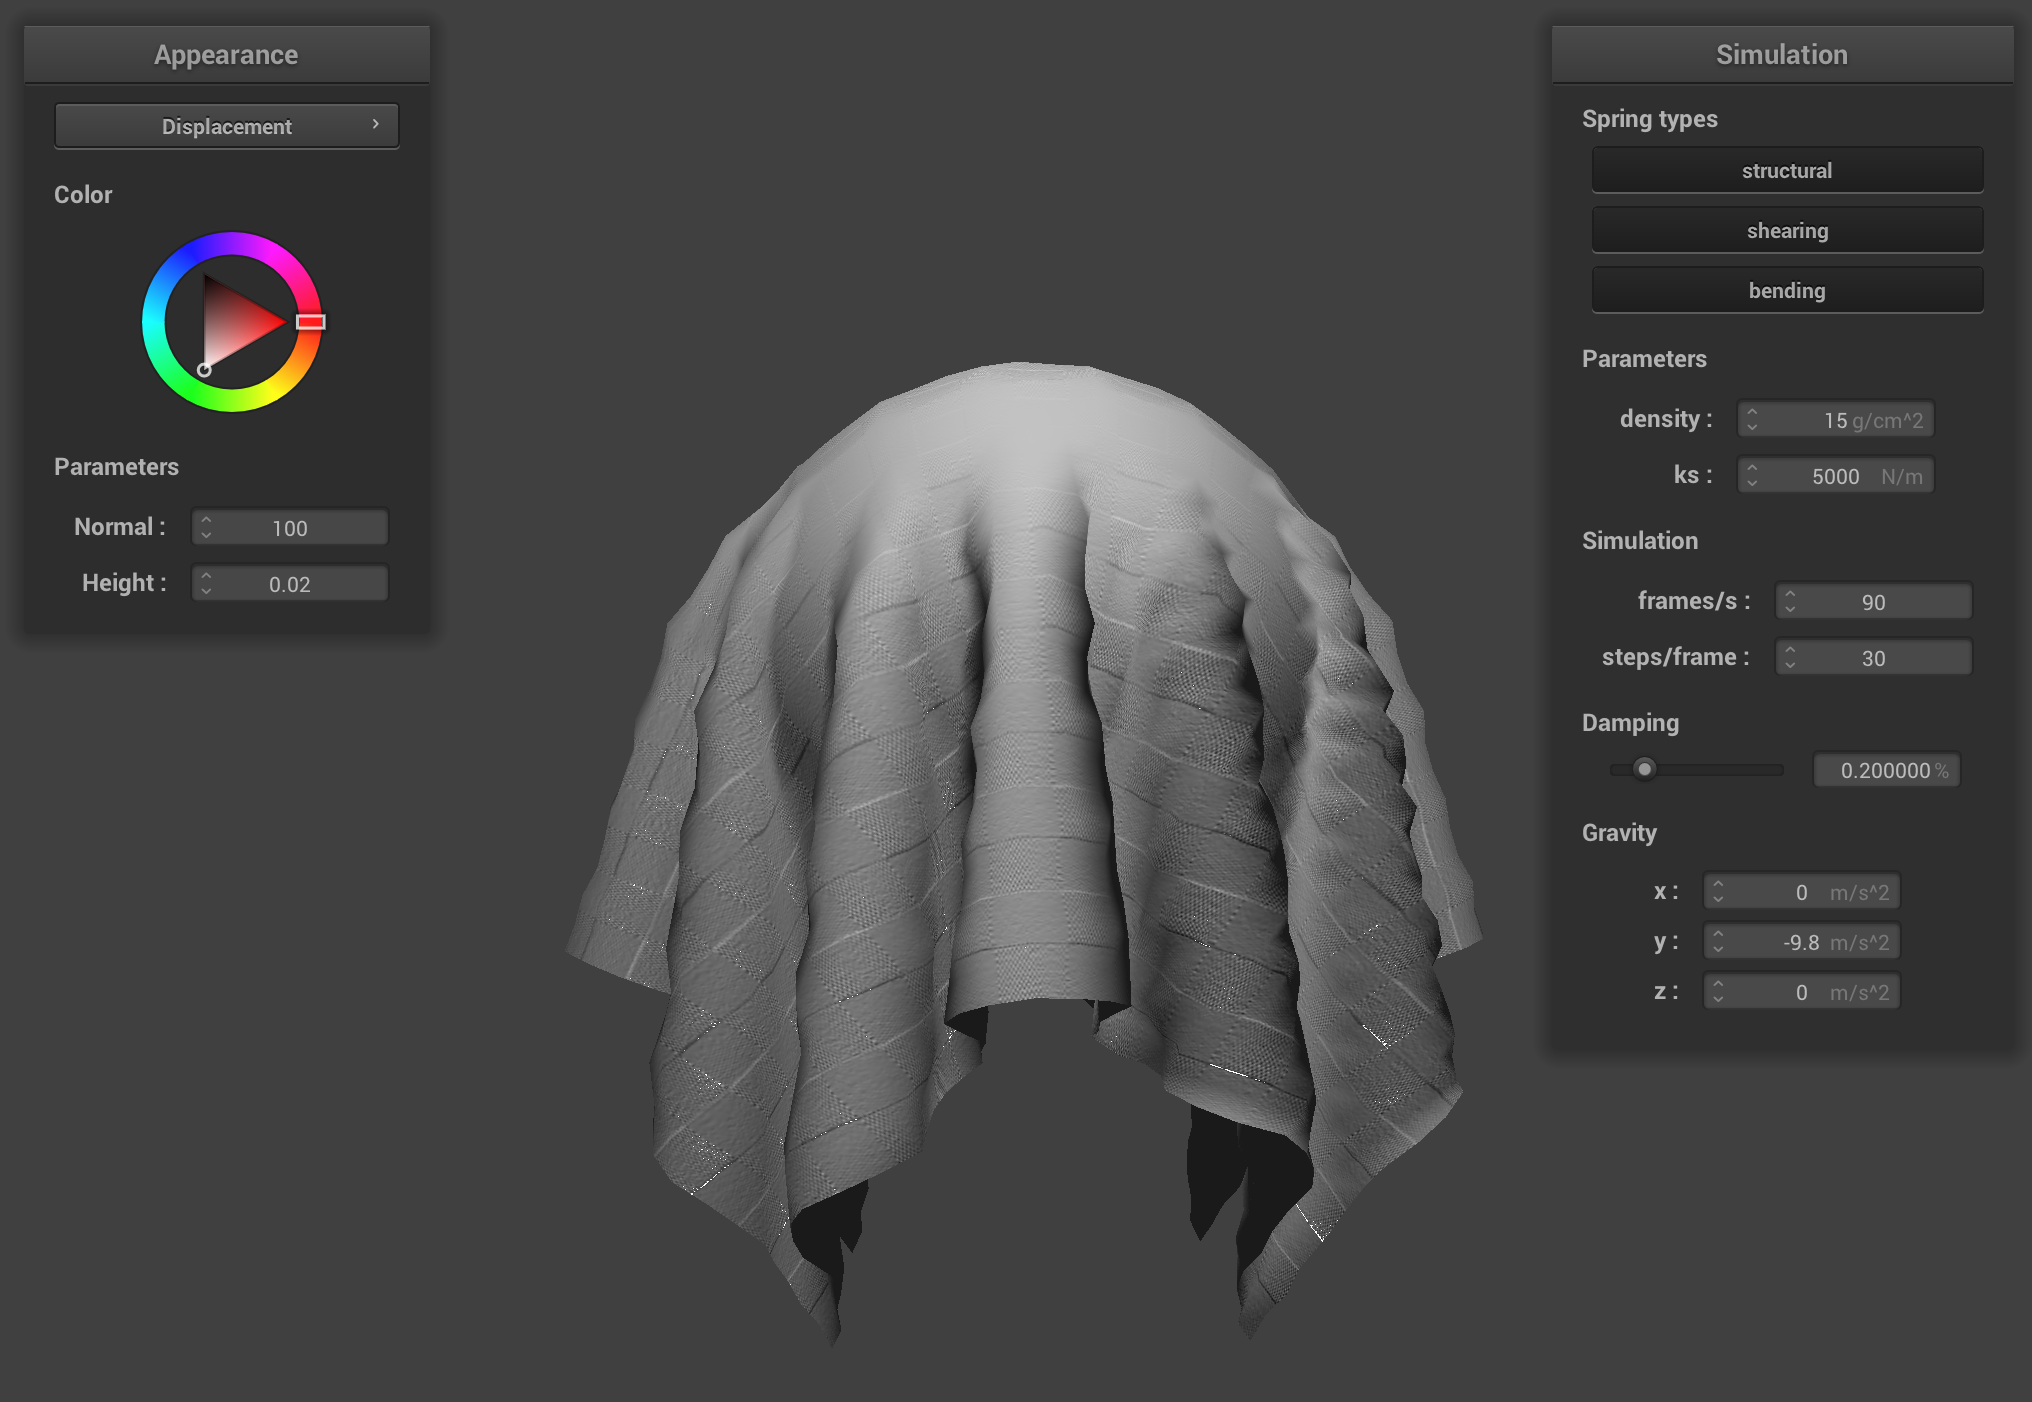 Appearance
Displacement
Color
Parameters
Normal : 100
Height : 0.02
Simulation
Spring types
structural
shearing
bending
Parameters
density : 15 g/cm^2
ks : 5000 N/m
Simulation
frames/s : 90
steps/frame : 30
Damping
0.200000 %
Gravity
x : 0 m/s^2
y : -9.8 m/s^2
z : 0 m/s^2